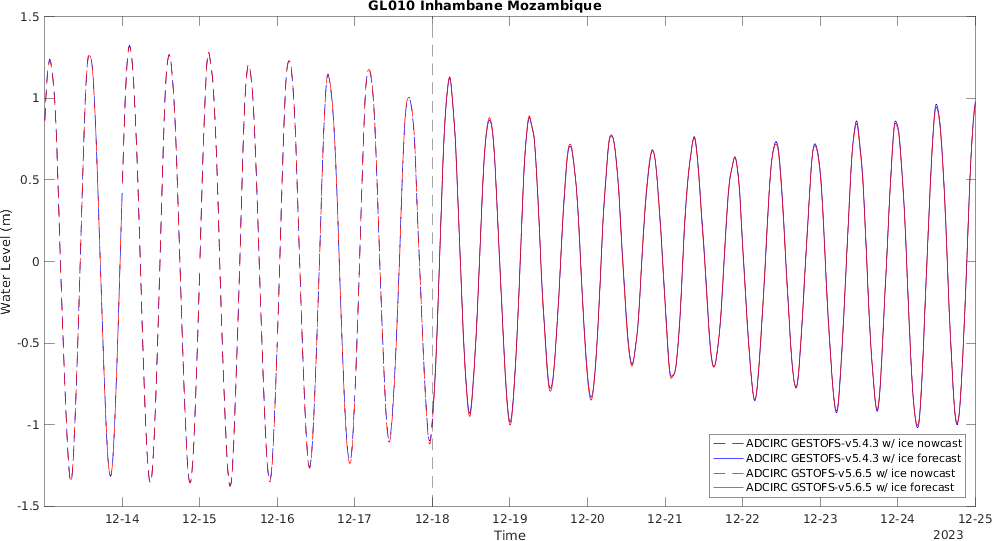 GL010 Inhambane Mozambique
1.5
1
0.5
0
-0.5
-1
-1.5
Water Level (m)
ADCIRC GESTOFS-v5.4.3 w/ ice nowcast
ADCIRC GESTOFS-v5.4.3 w/ ice forecast
ADCIRC GSTOFS-v5.6.5 w/ ice nowcast
ADCIRC GSTOFS-v5.6.5 w/ ice forecast
12-14 12-15 12-16 12-17 12-18 12-19 12-20 12-21 12-22 12-23 12-24 12-25
Time
2023